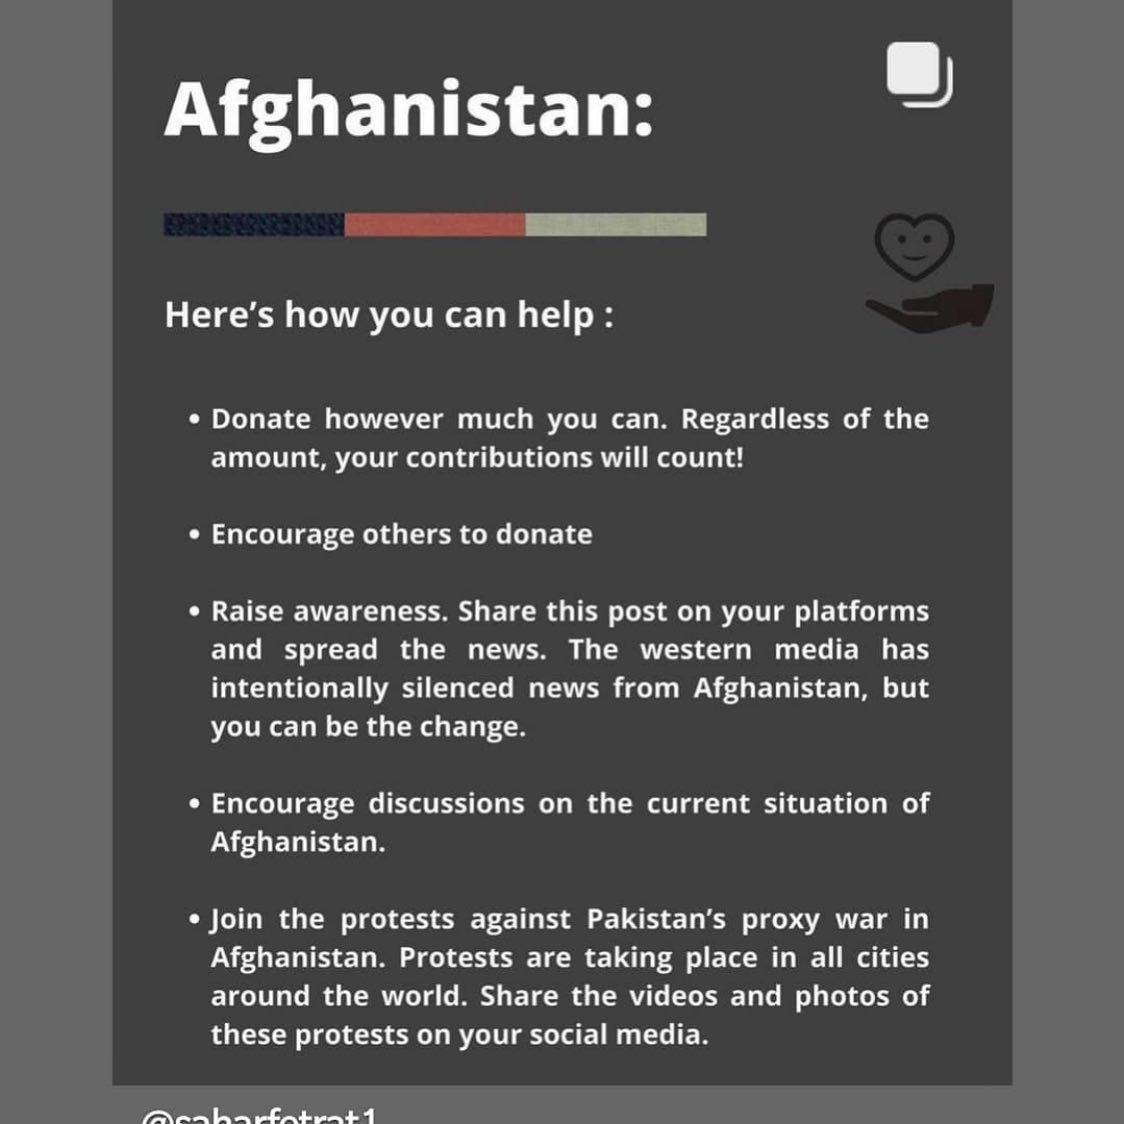 Afghanistan:
Here’s how you can help :
• Donate however much you can. Regardless of the
amount, your contributions will count!
• Encourage others to donate
• Raise awareness. Share this post on your platforms
and spread the news. The western media has
intentionally silenced news from Afghanistan, but
you can be the change.
• Encourage discussions on the current situation of
Afghanistan.
• Join the protests against Pakistan’s proxy war in
Afghanistan. Protests are taking place in all cities
around the world. Share the videos and photos of
these protests on your social media.
@saharfetrat1